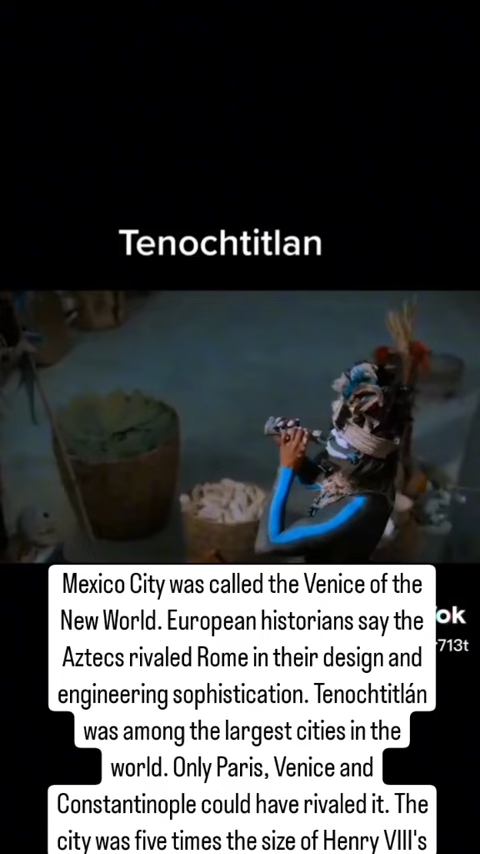 Tenochtitlan
Mexico City was called the Venice of the
New World. European historians say the
Aztecs rivaled Rome in their design and
engineering sophistication. Tenochtitlán
was among the largest cities in the
world. Only Paris, Venice and
Constantinople could have rivaled it. The
city was five times the size of Henry VIII's
ok
713t